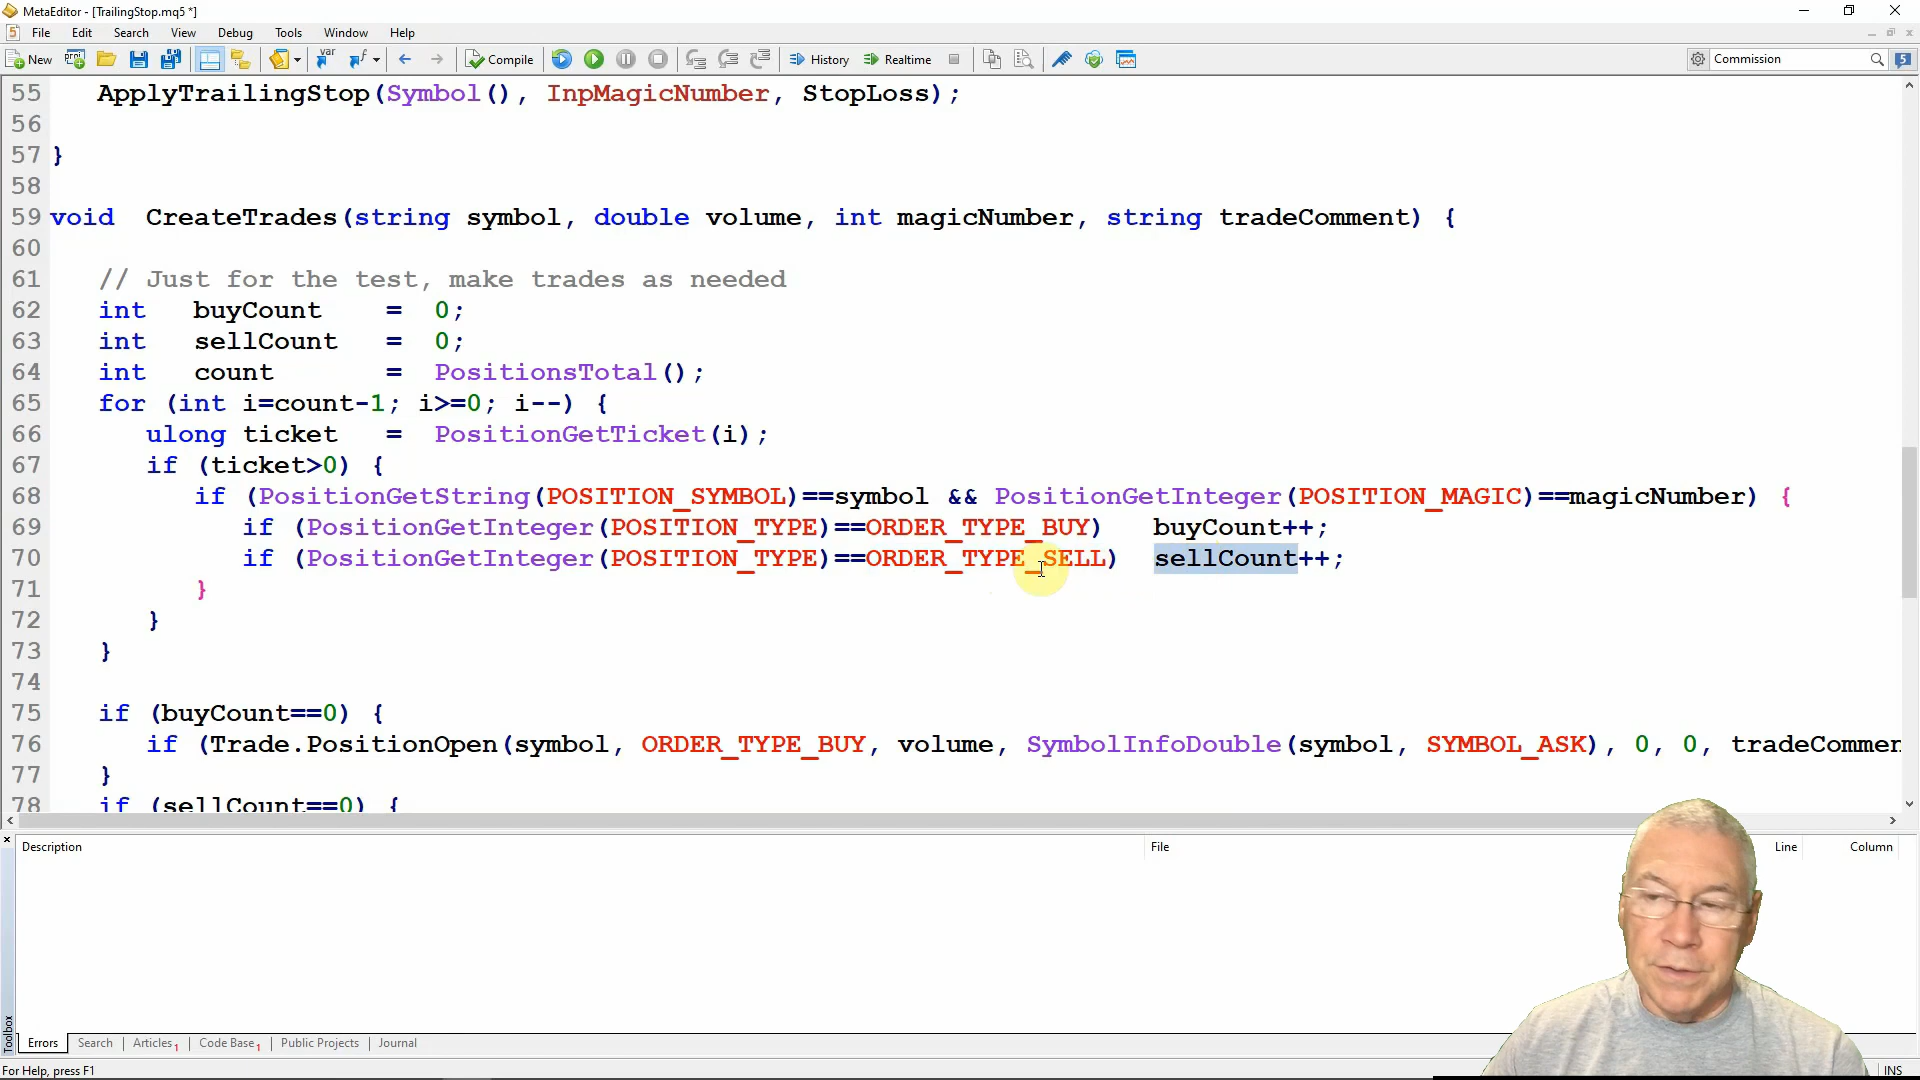 MetaEditor - [TrailingStop.mq5 *]
5 File Edit Search View Debug Tools Window Help
New Compile History Realtime Commission 5
55 ApplyTrailingStop(Symbol(), InpMagicNumber, StopLoss);
56
57 }
58
59 void CreateTrades(string symbol, double volume, int magicNumber, string tradeComment) {
60
61 // Just for the test, make trades as needed
62 int buyCount = 0;
63 int sellCount = 0;
64 int count = PositionsTotal();
65 for (int i=count-1; i>=0; i--) {
66 ulong ticket = PositionGetTicket(i);
67 if (ticket>0) {
68 if (PositionGetString(POSITION_SYMBOL)==symbol && PositionGetInteger(POSITION_MAGIC)==magicNumber) {
69 if (PositionGetInteger(POSITION_TYPE)==ORDER_TYPE_BUY) buyCount++;
70 if (PositionGetInteger(POSITION_TYPE)==ORDER_TYPE_SELL) sellCount++;
71 }
72 }
73 }
74
75 if (buyCount==0) {
76 if (Trade.PositionOpen(symbol, ORDER_TYPE_BUY, volume, SymbolInfoDouble(symbol, SYMBOL_ASK), 0, 0, tradeCommen
77 }
78 if (sellCount==0) {
Description File Line Column
Toolbox
Errors Search Articles 1 Code Base 1 Public Projects Journal
For Help, press F1 INS